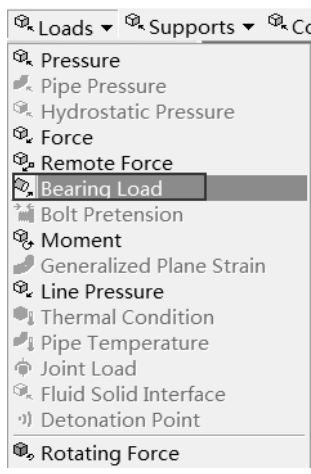 Loads ▼ Supports ▼ Co
Pressure
Pipe Pressure
Hydrostatic Pressure
Force
Remote Force
Bearing Load
Bolt Pretension
Moment
Generalized Plane Strain
Line Pressure
Thermal Condition
Pipe Temperature
Joint Load
Fluid Solid Interface
Detonation Point
Rotating Force